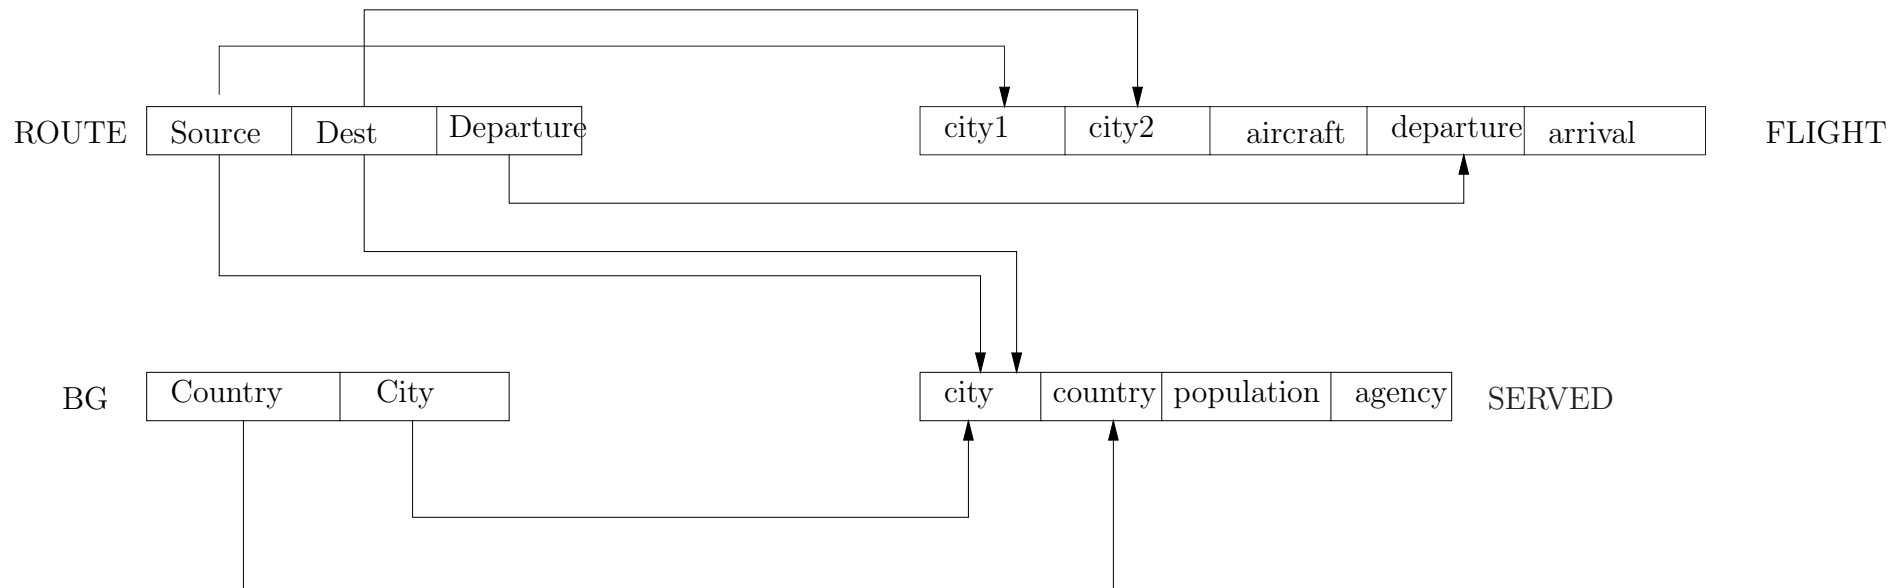 ROUTE Source Dest Departure city1 city2 aircraft departure arrival FLIGHT
BG Country City city country population agency SERVED